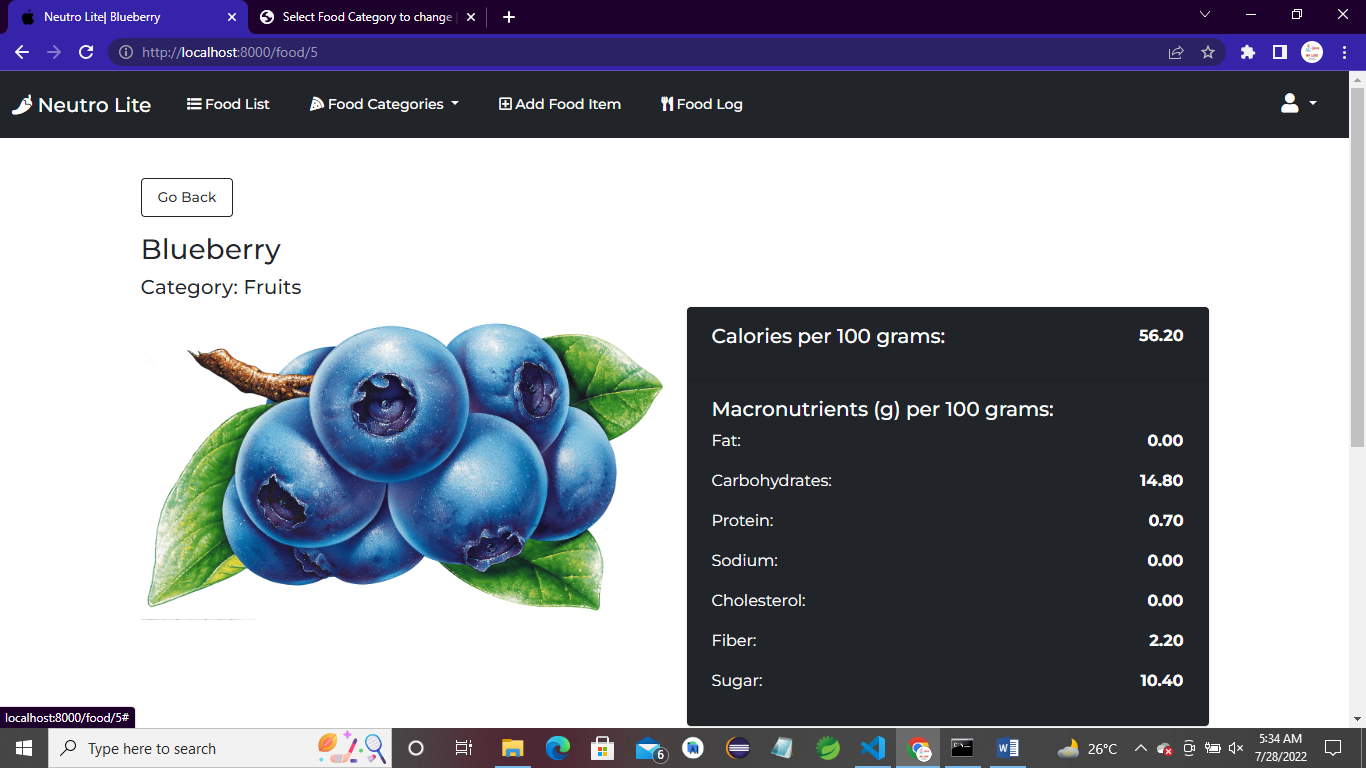 Neutro Lite| Blueberry
Select Food Category to change
http://localhost:8000/food/5
Neutro Lite Food List Food Categories Add Food Item Food Log
Go Back
Blueberry
Category: Fruits
Calories per 100 grams: 56.20
Macronutrients (g) per 100 grams:
Fat: 0.00
Carbohydrates: 14.80
Protein: 0.70
Sodium: 0.00
Cholesterol: 0.00
Fiber: 2.20
Sugar: 10.40
localhost:8000/food/5#
Type here to search
6
26°C
5:34 AM
7/28/2022